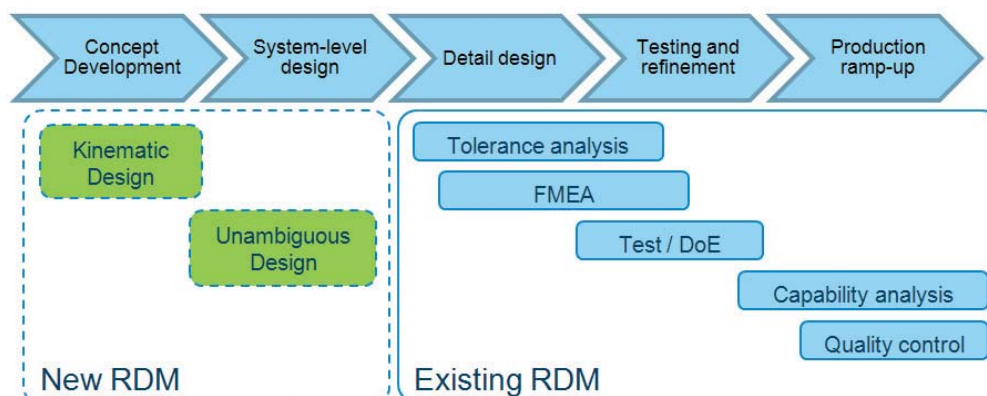 Concept
Development
System-level
design
Detail design
Testing and
refinement
Production
ramp-up
Kinematic
Design
Unambiguous
Design
Tolerance analysis
FMEA
Test / DoE
Capability analysis
Quality control
New RDM
Existing RDM